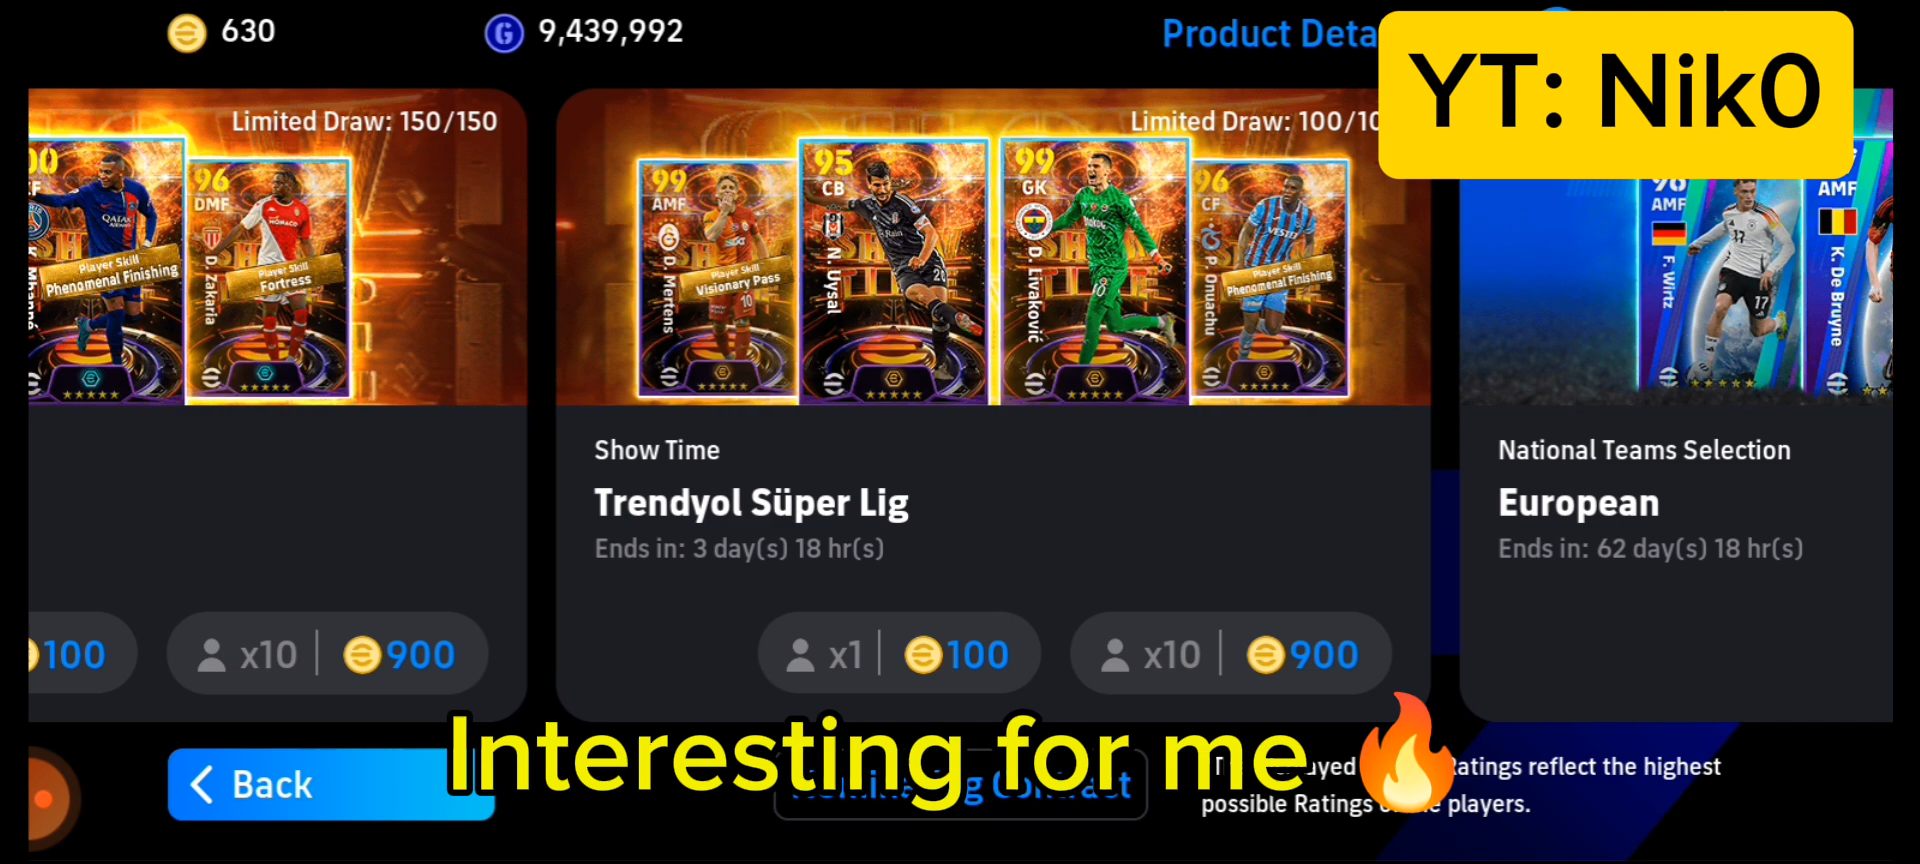 630
9,439,992
Product Deta
YT: Nik0
Limited Draw: 150/150
96
DMF
D. Zakaria
QATAR
MONACO
Player Skill
Phenomenal Finishing
Player Skill
Fortress
100
x10
900
Limited Draw: 100/10
99
AMF
D. Mertens
Player Skill
Visionary Pass
95
CB
N. Uysal
99
GK
D. Livaković
96
CF
P. Onuachu
Player Skill
Phenomenal Finishing
Show Time
Trendyol Süper Lig
Ends in: 3 day(s) 18 hr(s)
x1
100
x10
900
AMF
F. Wirtz
17
AMF
K. De Bruyne
National Teams Selection
European
Ends in: 62 day(s) 18 hr(s)
Interesting for me 🔥
Back
Ratings reflect the highest
possible Ratings players.